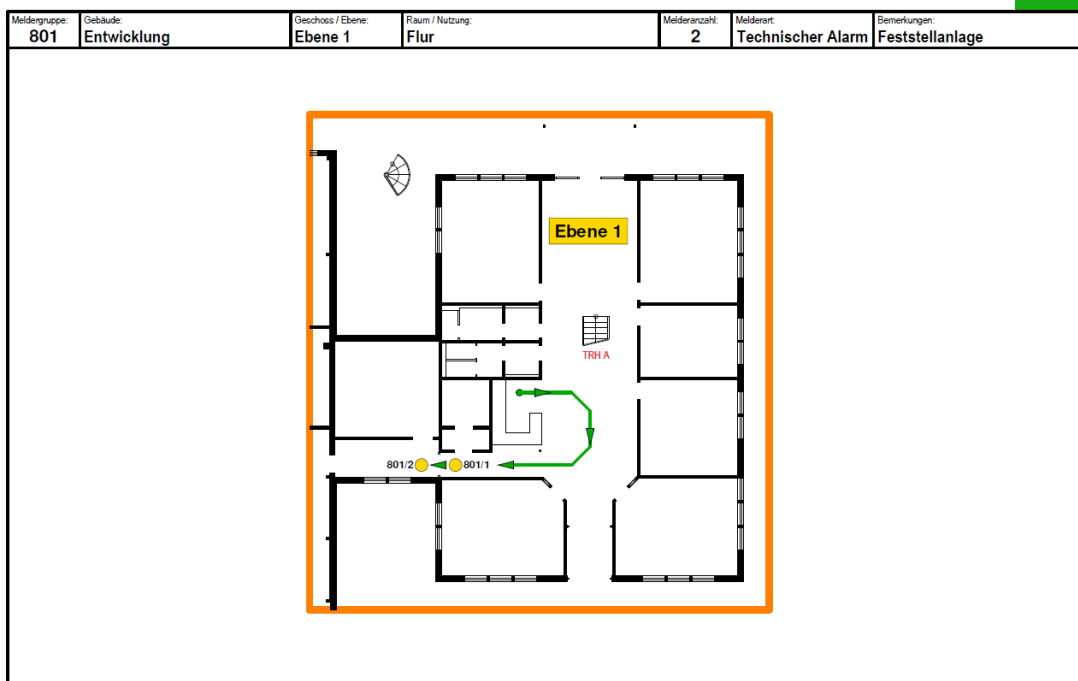 Meldergruppe: Gebäude: Geschoss / Ebene: Raum / Nutzung: Melderanzahl: Melderart: Bemerkungen:
801 Entwicklung Ebene 1 Flur 2 Technischer Alarm Feststellanlage
Ebene 1
TRH A
801/2 801/1